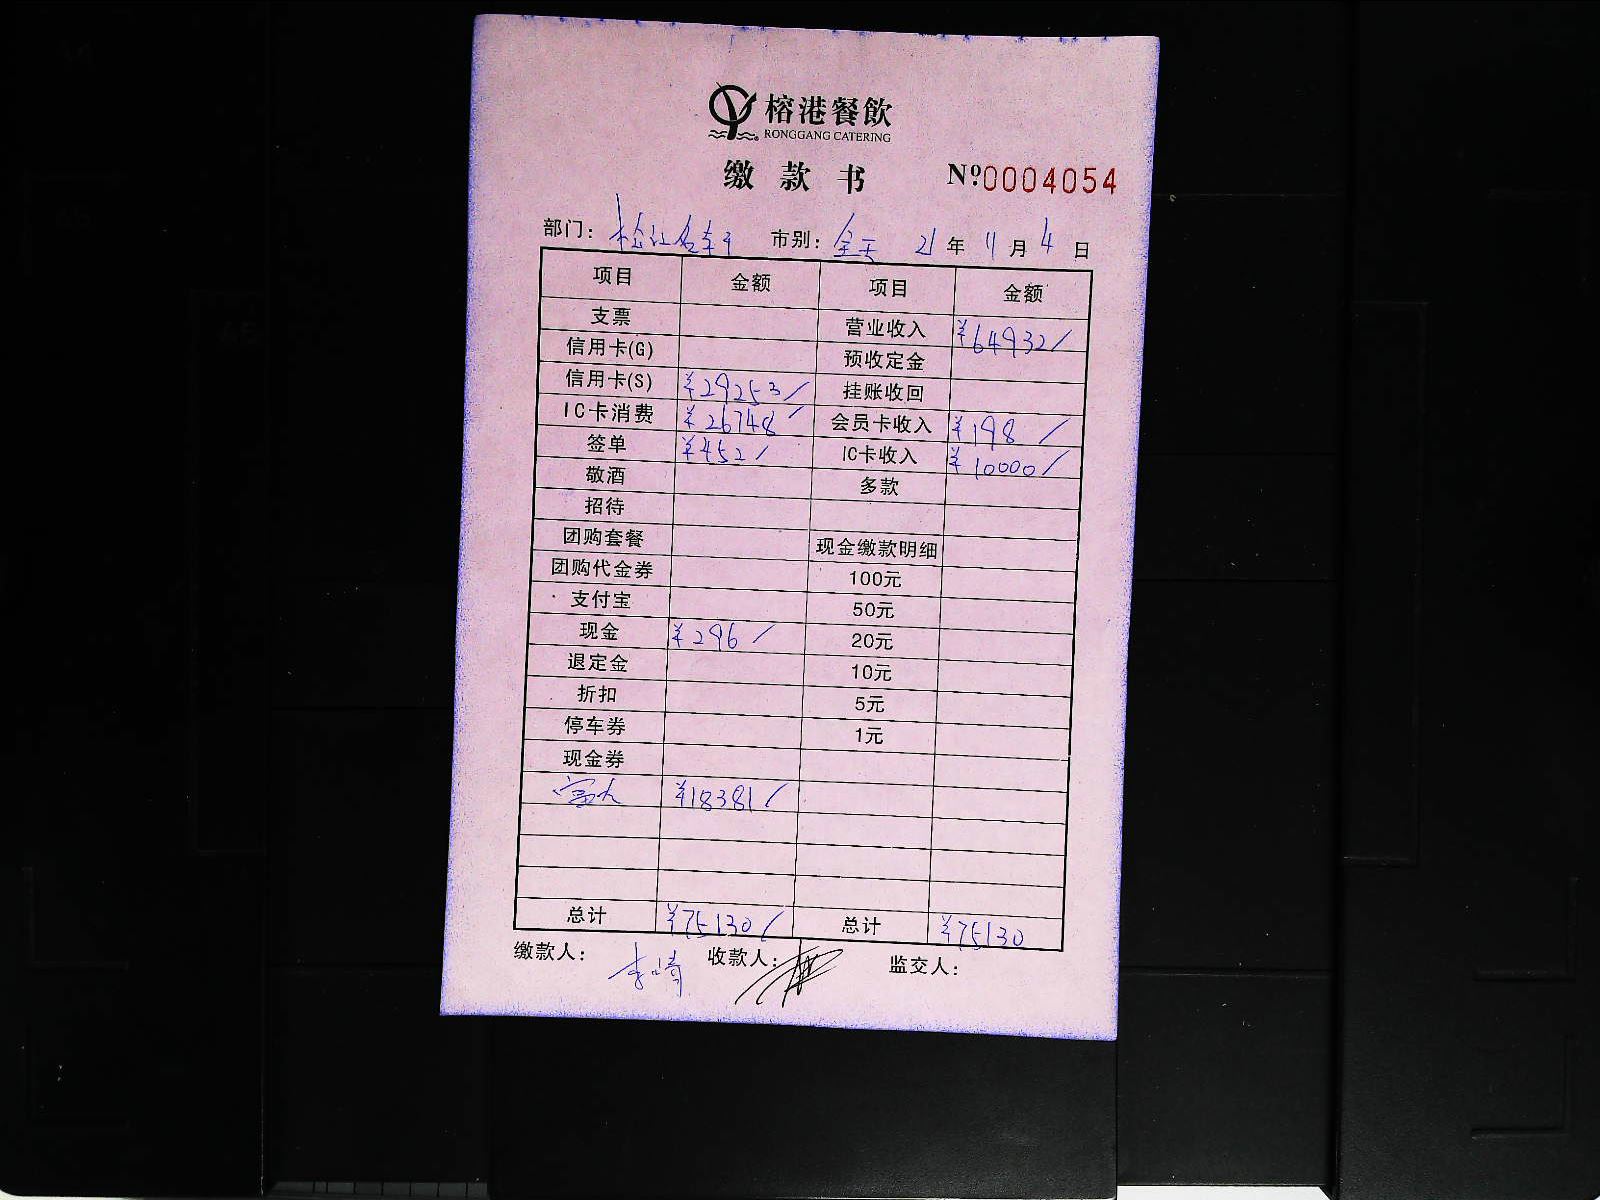 榕港餐飲
RONGGANG CATERING
缴款书 Nº0004054
部门： 市别：全天 21年11月4日
项目 金额 项目 金额
支票 营业收入 ¥64932/
信用卡(G) 预收定金
信用卡(S) ¥29253/ 挂账收回
IC卡消费 ¥26748/ 会员卡收入 ¥198/
签单 ¥452/ IC卡收入 ¥10000/
敬酒 多款
招待
团购套餐 现金缴款明细
团购代金券 100元
支付宝 50元
现金 ¥296/ 20元
退定金 10元
折扣 5元
停车券 1元
现金券
¥18381/
总计 ¥75130/ 总计 ¥75130
缴款人： 收款人： 监交人：